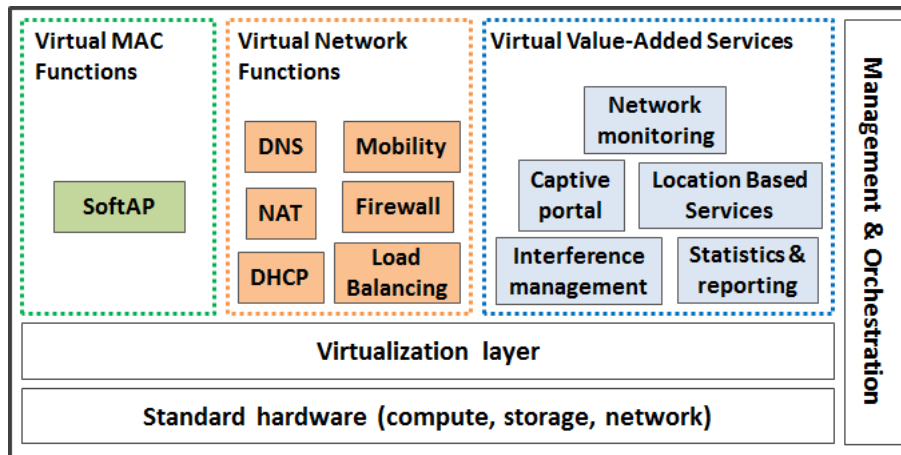 Virtual MAC
Functions
SoftAP
Virtual Network
Functions
DNS
Mobility
NAT
Firewall
DHCP
Load
Balancing
Virtual Value-Added Services
Network
monitoring
Captive
portal
Location Based
Services
Interference
management
Statistics &
reporting
Virtualization layer
Standard hardware (compute, storage, network)
Management & Orchestration